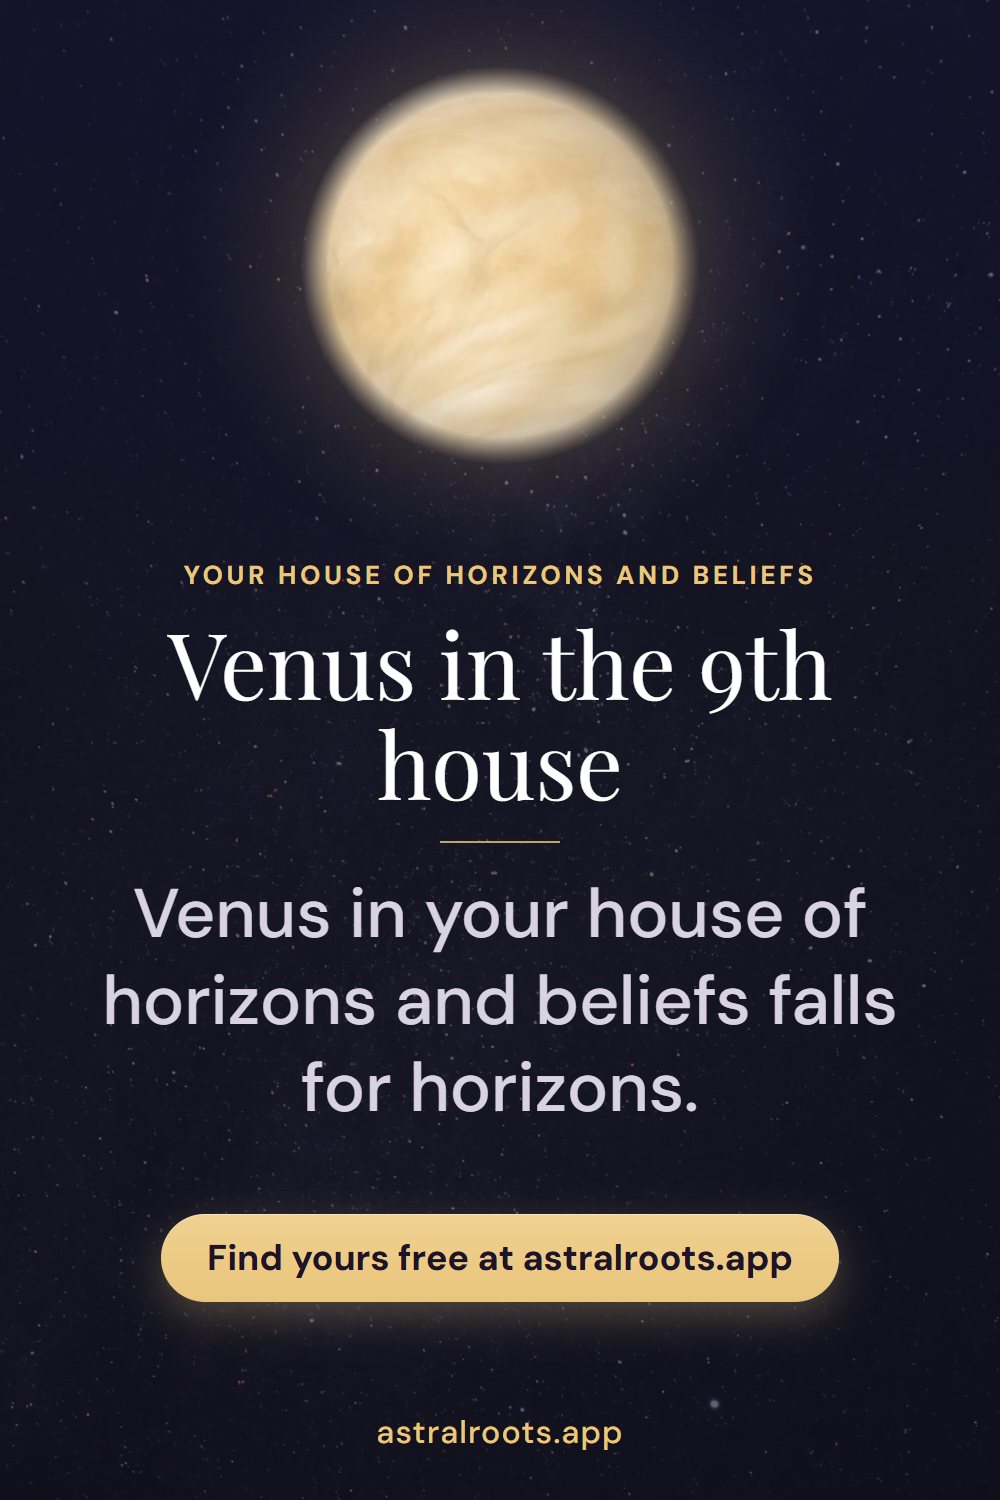 YOUR HOUSE OF HORIZONS AND BELIEFS
Venus in the 9th
house
Venus in your house of
horizons and beliefs falls
for horizons.
Find yours free at astralroots.app
astralroots.app